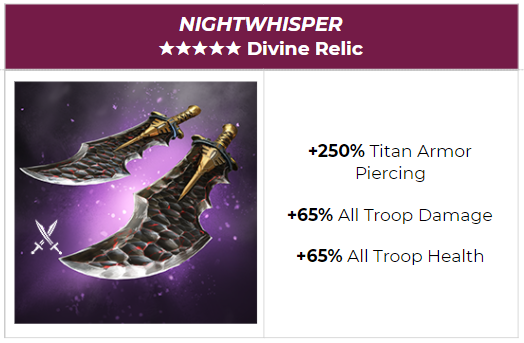 NIGHTWHISPER
★★★★★ Divine Relic
+250% Titan Armor
Piercing
+65% All Troop Damage
+65% All Troop Health